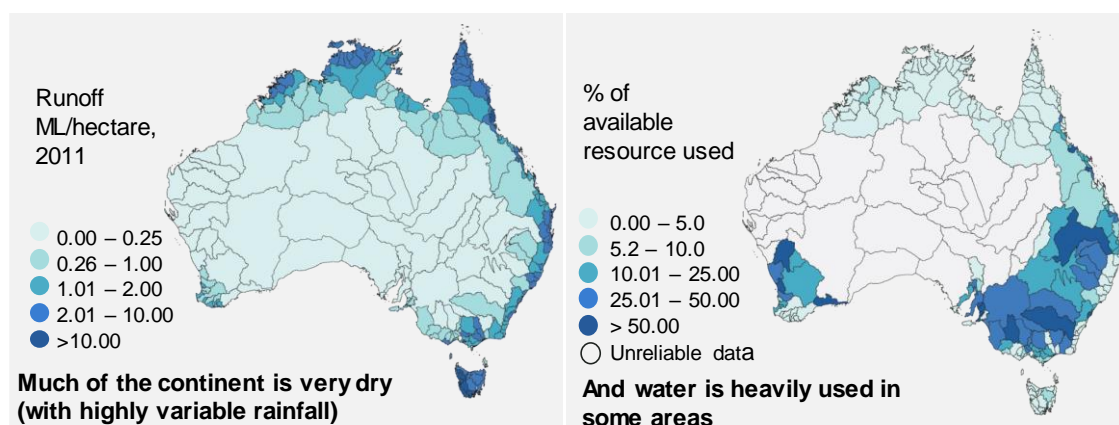 Runoff
ML/hectare,
2011
0.00 – 0.25
0.26 – 1.00
1.01 – 2.00
2.01 – 10.00
>10.00
Much of the continent is very dry
(with highly variable rainfall)
% of
available
resource used
0.00 – 5.0
5.2 – 10.0
10.01 – 25.00
25.01 – 50.00
> 50.00
Unreliable data
And water is heavily used in
some areas